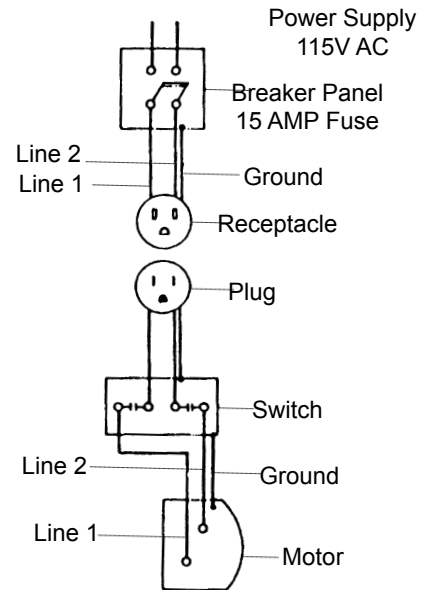 Power Supply
115V AC
Breaker Panel
15 AMP Fuse
Line 2
Line 1
Ground
Receptacle
Plug
Switch
Line 2
Ground
Line 1
Motor